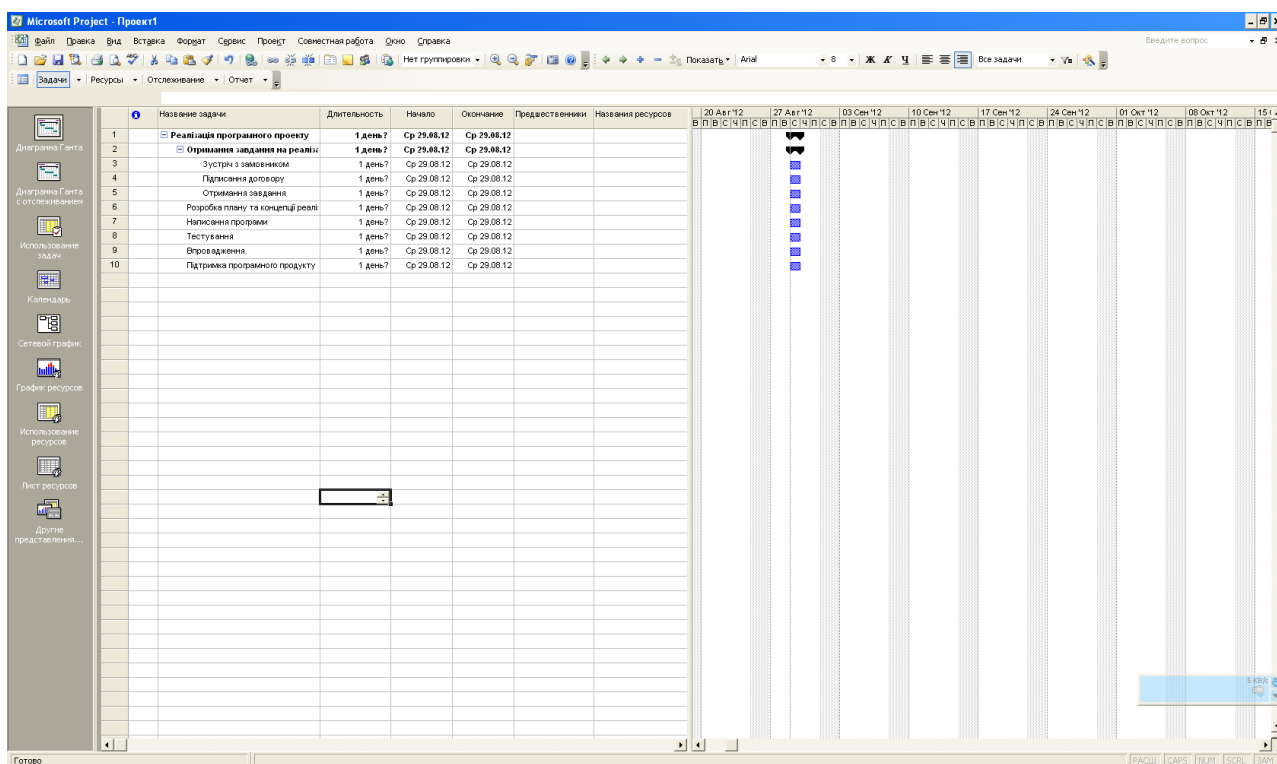 Microsoft Project - Проект1
Файл Правка Вид Вставка Формат Сервис Проект Совместная работа Окно Справка Введите вопрос
Нет группировки Показать Arial 8 Ж К Ч Все задачи
Задачи Ресурсы Отслеживание Отчет
Название задачи Длительность Начало Окончание Предшественники Названия ресурсов
20 Авг '12 27 Авг '12 03 Сен '12 10 Сен '12 17 Сен '12 24 Сен '12 01 Окт '12 08 Окт '12
В П В С Ч П С В П В С Ч П С В П В С Ч П С В П В С Ч П С В П В С Ч П С В П В С Ч П С В П В С Ч П С В П В С Ч П С В П В
1 Реалізація програмного проекту 1 день? Ср 29.08.12 Ср 29.08.12
2 Отримання завдання на реаліза 1 день? Ср 29.08.12 Ср 29.08.12
3 Зустріч з замовником 1 день? Ср 29.08.12 Ср 29.08.12
4 Підписання договору 1 день? Ср 29.08.12 Ср 29.08.12
5 Отримання завдання 1 день? Ср 29.08.12 Ср 29.08.12
6 Розробка плану та концепції реалі 1 день? Ср 29.08.12 Ср 29.08.12
7 Написання програми 1 день? Ср 29.08.12 Ср 29.08.12
8 Тестування 1 день? Ср 29.08.12 Ср 29.08.12
9 Впровадження. 1 день? Ср 29.08.12 Ср 29.08.12
10 Підтримка програмного продукту 1 день? Ср 29.08.12 Ср 29.08.12
Диаграмма Ганта
Диаграмма Ганта
с отслеживанием
Использование
задач
Календарь
Сетевой график
График ресурсов
Использование
ресурсов
Лист ресурсов
Другие
представления...
5 KB/s
Готово РАСШ CAPS NUM SCRL ЗАМ